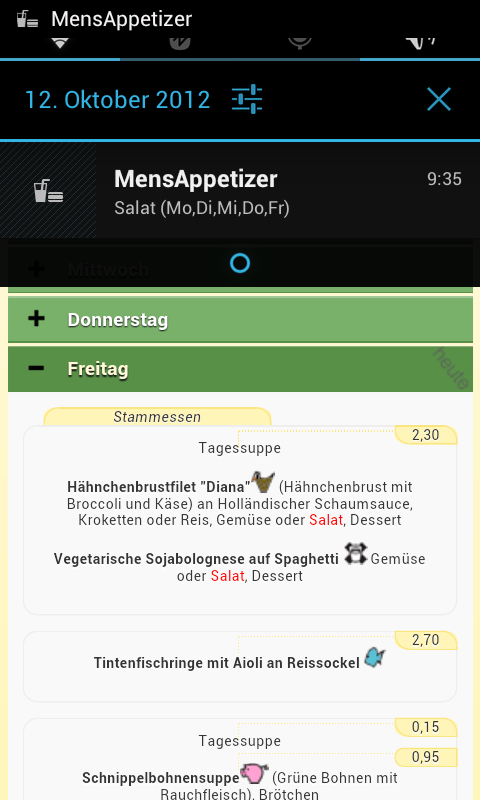 MensAppetizer
12. Oktober 2012
MensAppetizer
9:35
Salat (Mo,Di,Mi,Do,Fr)
Mittwoch
Donnerstag
Freitag
heute
Stammessen
2,30
Tagessuppe
Hähnchenbrustfilet "Diana" (Hähnchenbrust mit
Broccoli und Käse) an Holländischer Schaumsauce,
Kroketten oder Reis, Gemüse oder Salat, Dessert
Vegetarische Sojabolognese auf Spaghetti Gemüse
oder Salat, Dessert
2,70
Tintenfischringe mit Aioli an Reissockel
0,15
Tagessuppe
0,95
Schnippelbohnensuppe (Grüne Bohnen mit
Rauchfleisch), Brötchen